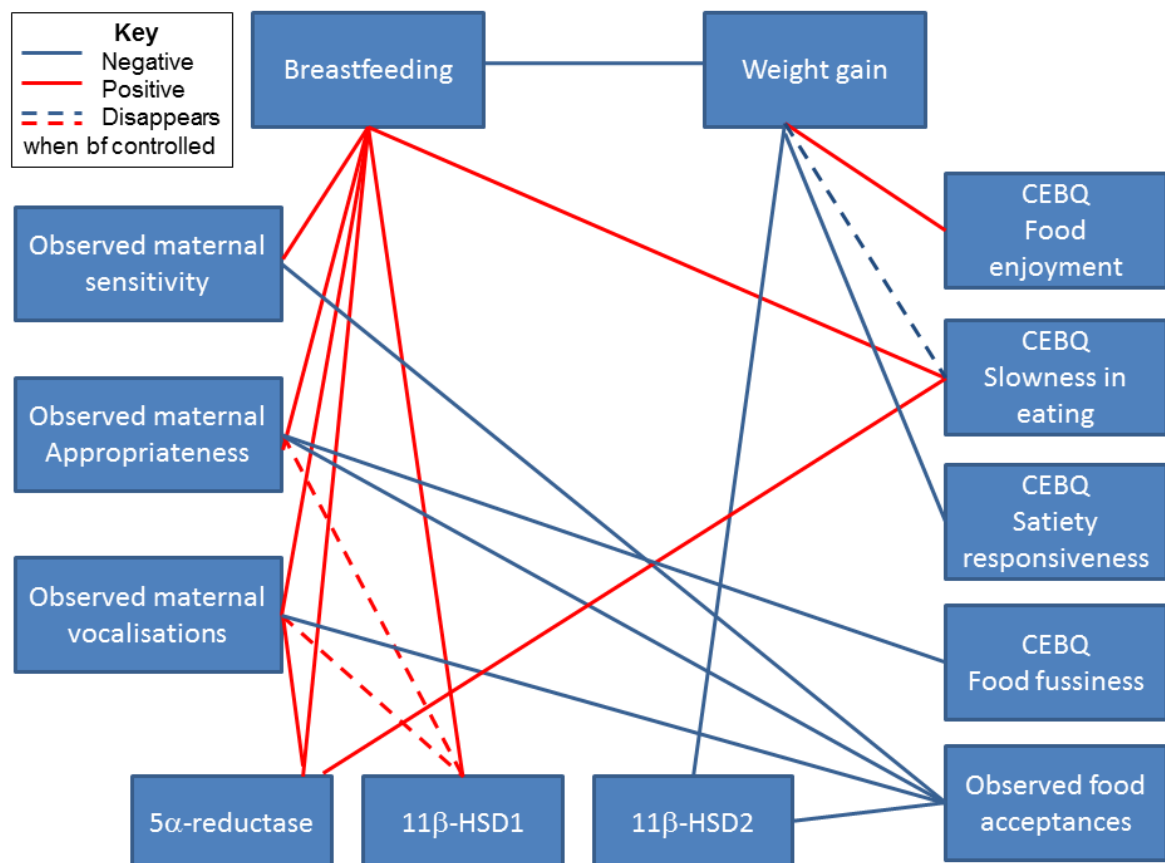 Key
Negative
Positive
Disappears
when bf controlled
Breastfeeding
Weight gain
Observed maternal
sensitivity
Observed maternal
Appropriateness
Observed maternal
vocalisations
CEBQ
Food
enjoyment
CEBQ
Slowness in
eating
CEBQ
Satiety
responsiveness
CEBQ
Food fussiness
Observed food
acceptances
5α-reductase
11β-HSD1
11β-HSD2